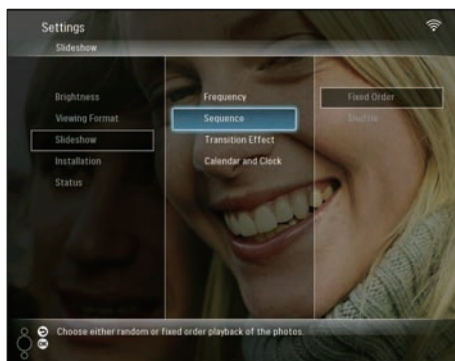 Settings
Slideshow
Brightness
Viewing Format
Slideshow
Installation
Status
Frequency
Sequence
Transition Effect
Calendar and Clock
Fixed Order
Shuffle
Choose either random or fixed order playback of the photos.
OK